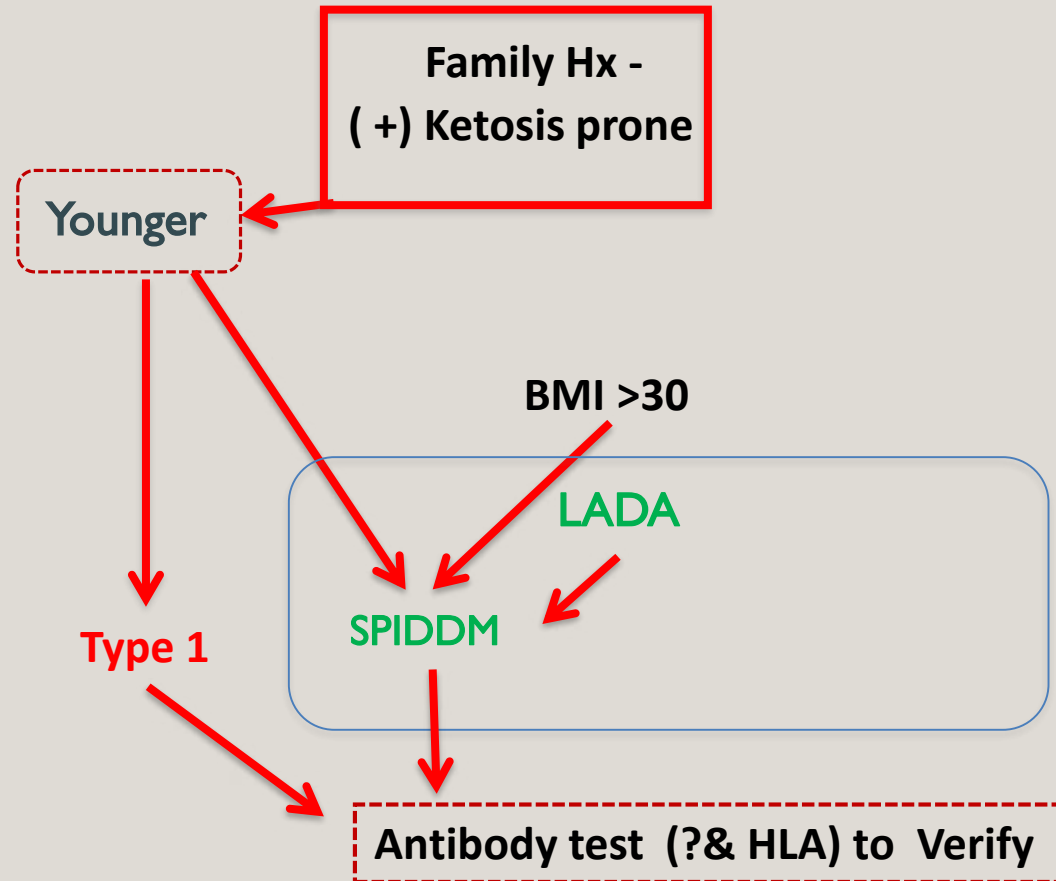 Family Hx -
( +) Ketosis prone
Younger
BMI >30
LADA
SPIDDM
Type 1
Antibody test (?& HLA) to Verify